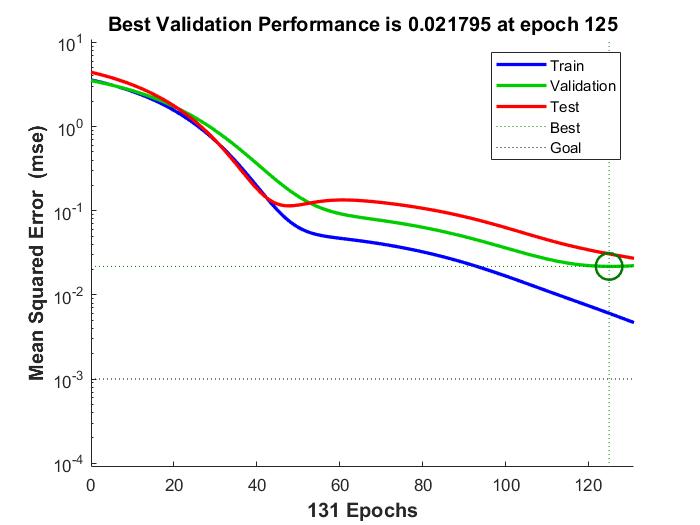 Best Validation Performance is 0.021795 at epoch 125
Mean Squared Error (mse)
10^1
10^0
10^-1
10^-2
10^-3
10^-4
Train
Validation
Test
Best
Goal
0 20 40 60 80 100 120
131 Epochs